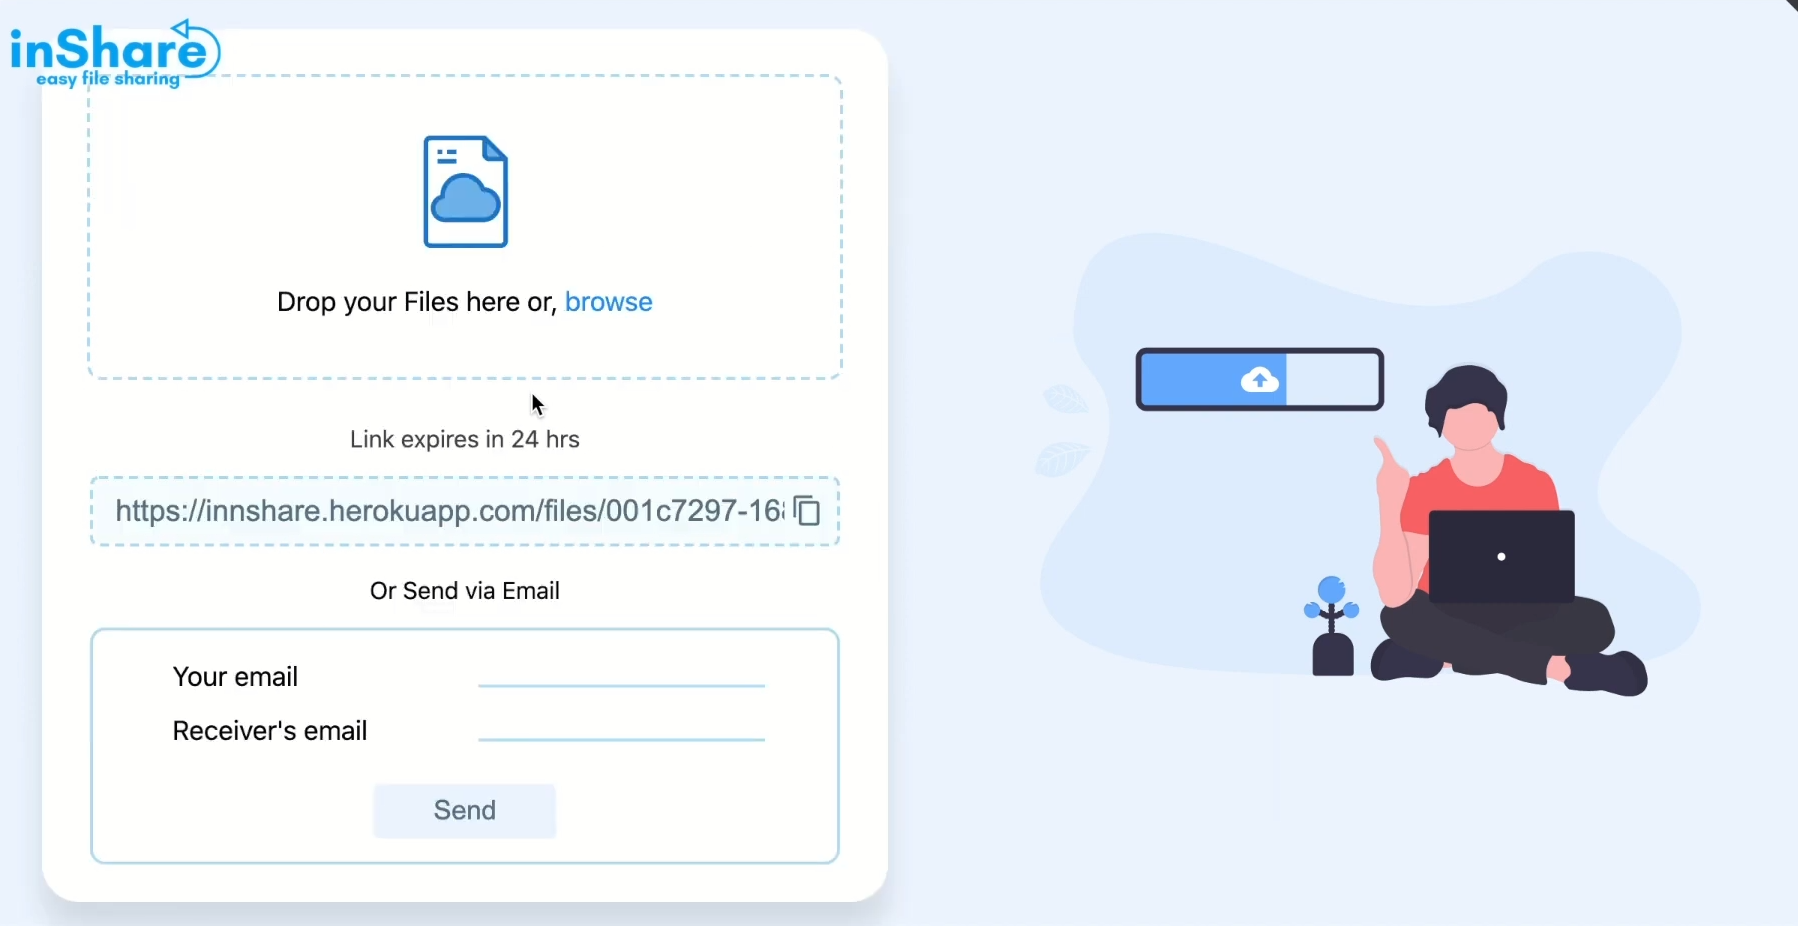 inShare
easy file sharing
Drop your Files here or, browse
Link expires in 24 hrs
https://innshare.herokuapp.com/files/001c7297-16
Or Send via Email
Your email
Receiver's email
Send